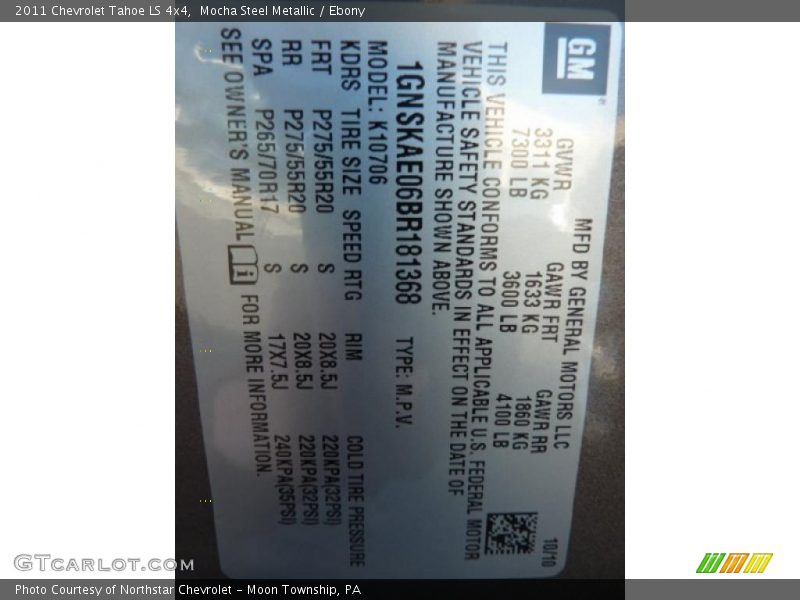 2011 Chevrolet Tahoe LS 4x4,  Mocha Steel Metallic / Ebony
GM
MFD BY GENERAL MOTORS LLC 10/10
GVWR GAWR FRT GAWR RR
3311 KG 1633 KG 1860 KG
7300 LB 3600 LB 4100 LB
THIS VEHICLE CONFORMS TO ALL APPLICABLE U.S. FEDERAL MOTOR
VEHICLE SAFETY STANDARDS IN EFFECT ON THE DATE OF
MANUFACTURE SHOWN ABOVE.
1GNSKAE06BR181368 TYPE: M.P.V.
MODEL: K10706
KDRS TIRE SIZE SPEED RTG RIM COLD TIRE PRESSURE
FRT P275/55R20 S 20X8.5J 220KPA(32PSI)
RR P275/55R20 S 20X8.5J 220KPA(32PSI)
SPA P265/70R17 S 17X7.5J 240KPA(35PSI)
SEE OWNER'S MANUAL i FOR MORE INFORMATION.
GTcarlot.com
Photo Courtesy of Northstar Chevrolet - Moon Township, PA